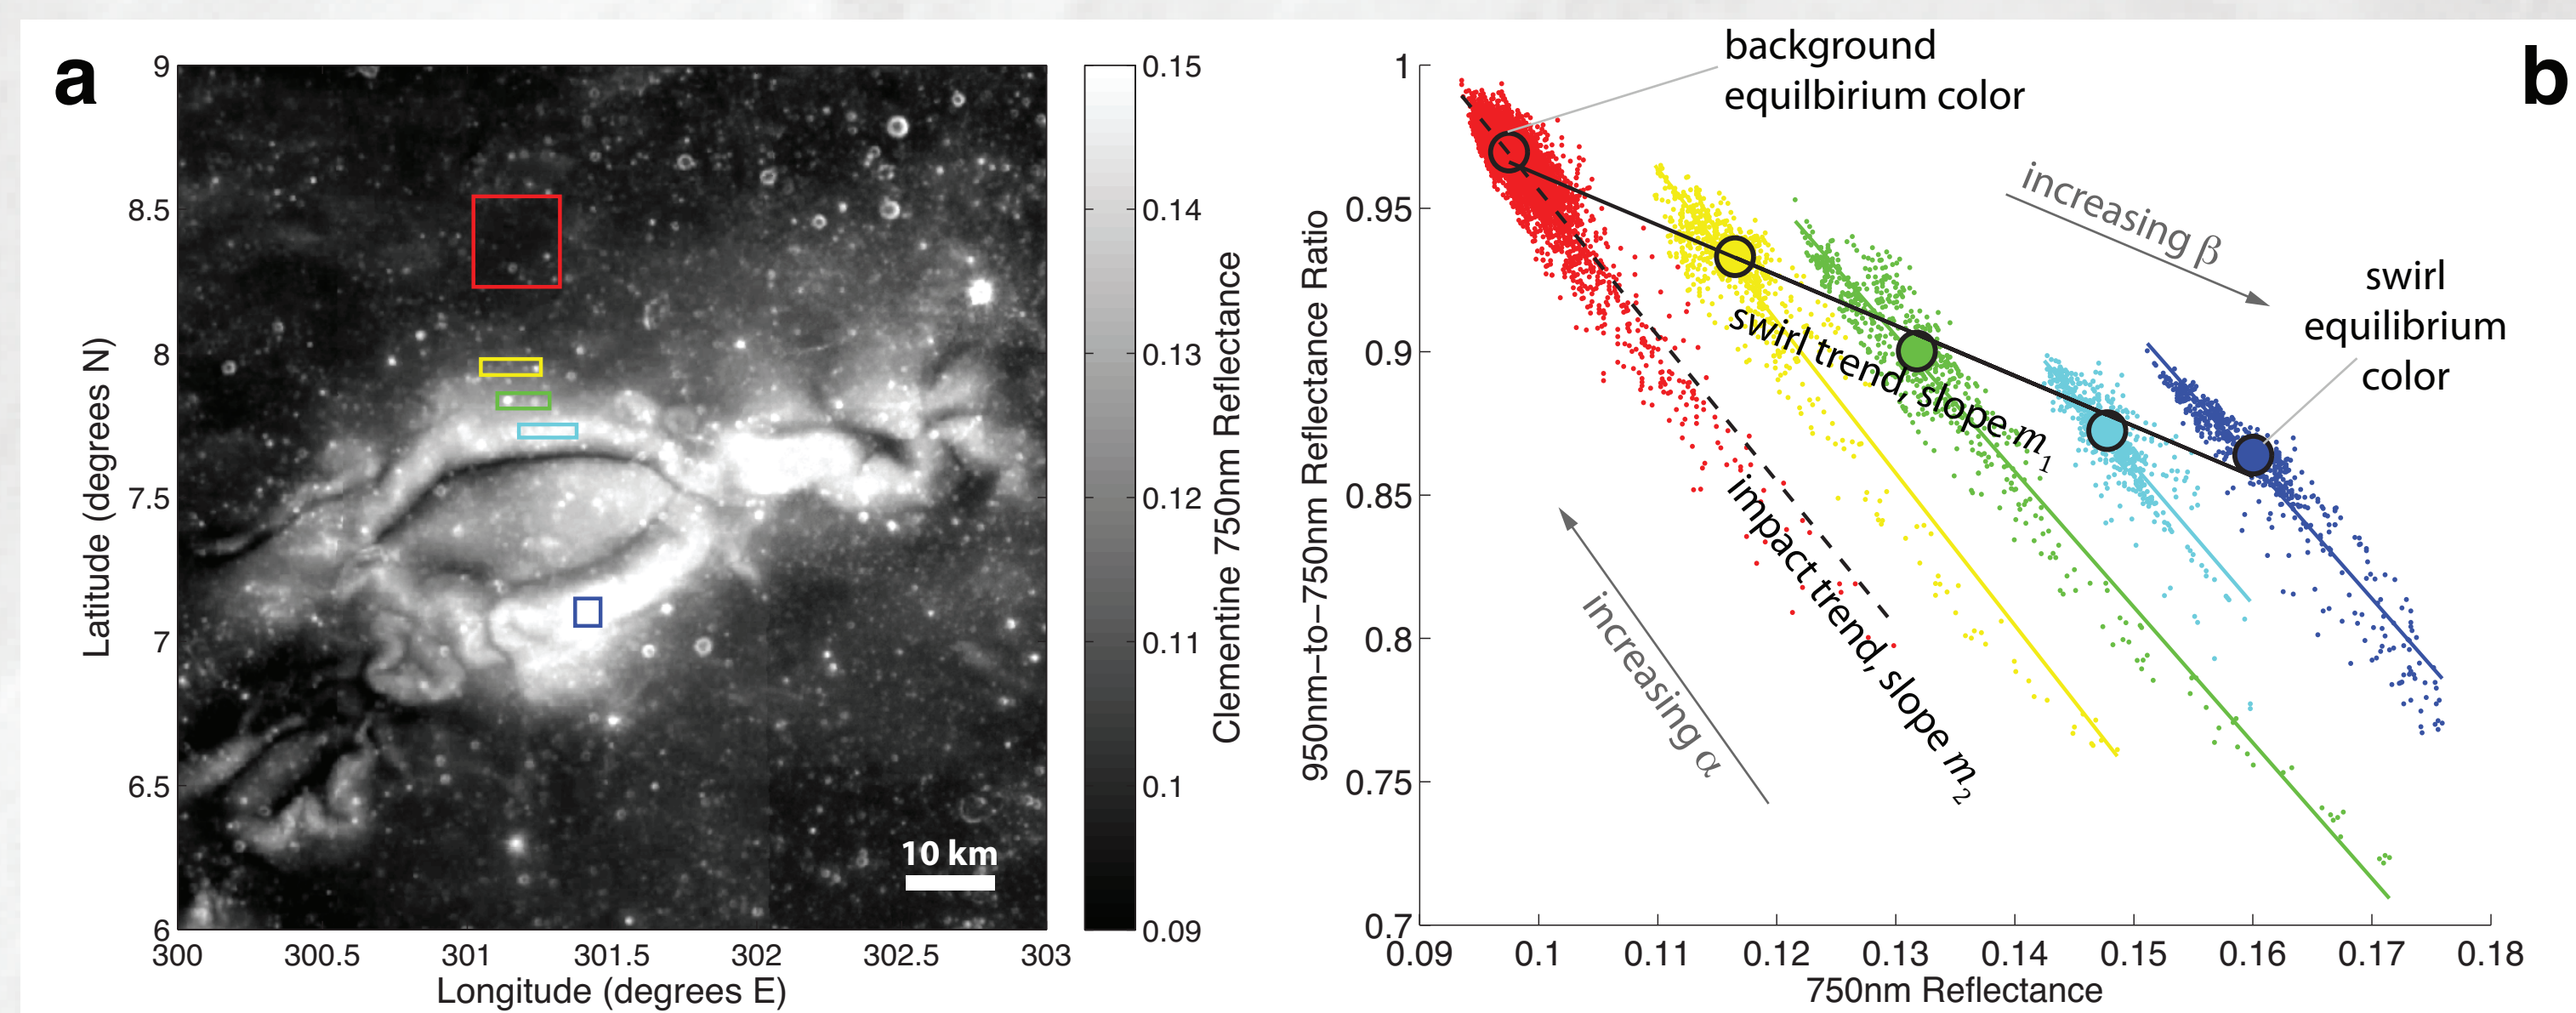 a
9
8.5
8
7.5
7
6.5
6
Latitude (degrees N)
300
300.5
301
301.5
302
302.5
303
Longitude (degrees E)
10 km
0.15
0.14
0.13
0.12
0.11
0.1
0.09
Clementine 750nm Reflectance
b
background
equilbirium color
increasing β
swirl
equilibrium
color
swirl trend, slope m1
impact trend, slope m2
increasing α
1
0.95
0.9
0.85
0.8
0.75
0.7
950nm−to−750nm Reflectance Ratio
0.09
0.1
0.11
0.12
0.13
0.14
0.15
0.16
0.17
0.18
750nm Reflectance